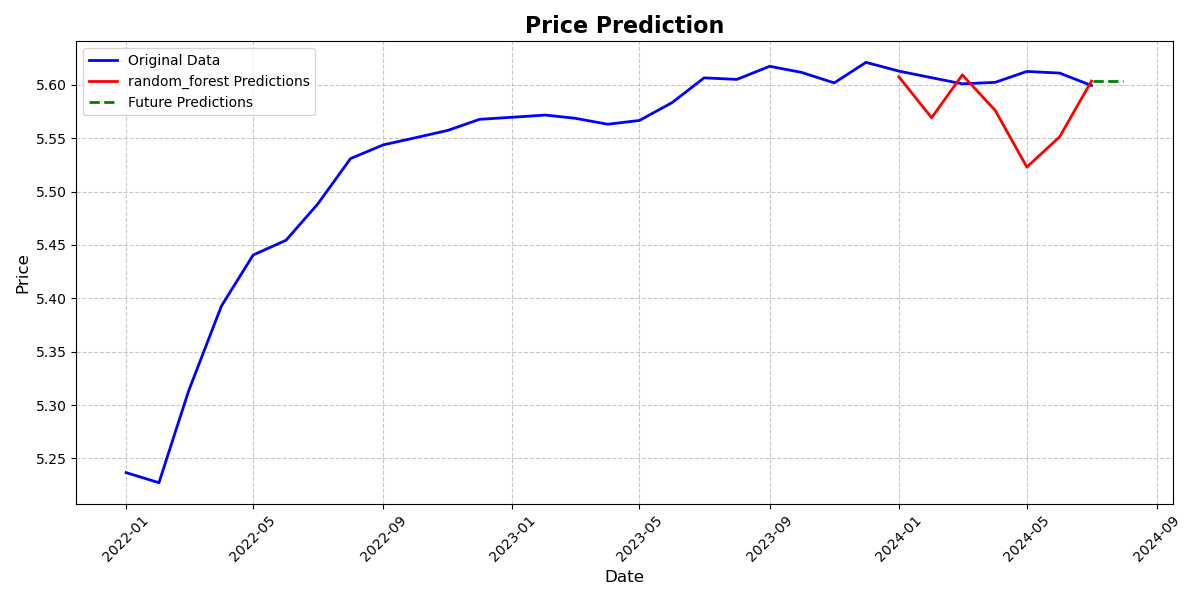 Price Prediction
Original Data
random_forest Predictions
Future Predictions
Price
5.60
5.55
5.50
5.45
5.40
5.35
5.30
5.25
2022-01
2022-05
2022-09
2023-01
2023-05
2023-09
2024-01
2024-05
2024-09
Date